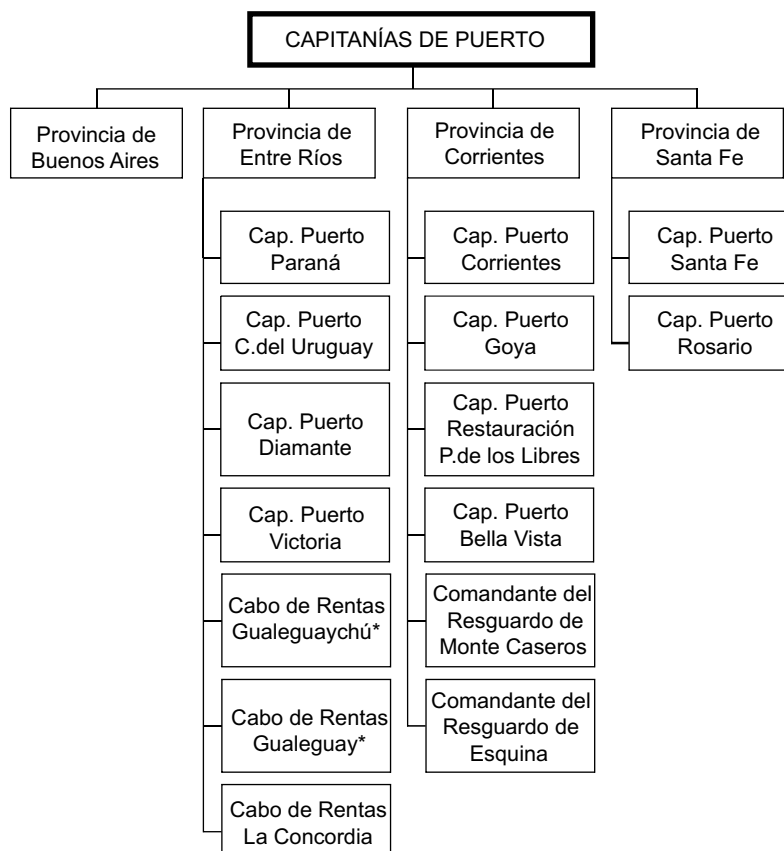 CAPITANÍAS DE PUERTO
Provincia de
Buenos Aires
Provincia de
Entre Ríos
Cap. Puerto
Paraná
Cap. Puerto
C.del Uruguay
Cap. Puerto
Diamante
Cap. Puerto
Victoria
Cabo de Rentas
Gualeguaychú*
Cabo de Rentas
Gualeguay*
Cabo de Rentas
La Concordia
Provincia de
Corrientes
Cap. Puerto
Corrientes
Cap. Puerto
Goya
Cap. Puerto
Restauración
P.de los Libres
Cap. Puerto
Bella Vista
Comandante del
Resguardo de
Monte Caseros
Comandante del
Resguardo de
Esquina
Provincia de
Santa Fe
Cap. Puerto
Santa Fe
Cap. Puerto
Rosario